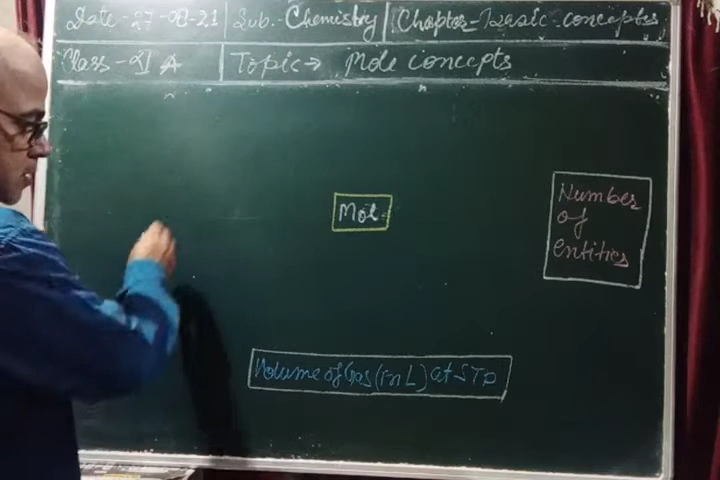 Date-27-08-21 Sub.-Chemistry Chapter-basic-concepts
Class-XI A Topic→ Mole concepts
Mol.
Number
of
entities
Volume of Gas (in L) at STP